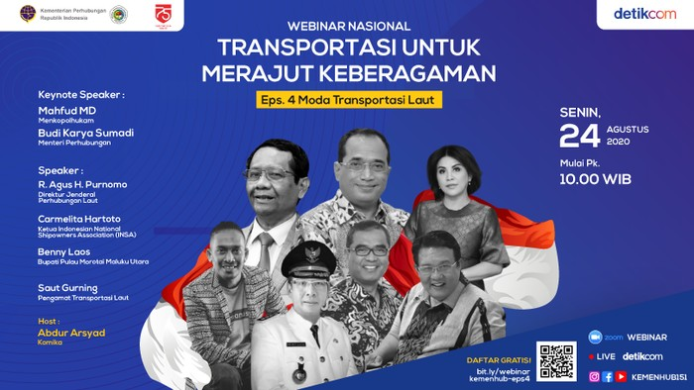 Kementerian Perhubungan
Republik Indonesia
75
detikcom
WEBINAR NASIONAL
TRANSPORTASI UNTUK
MERAJUT KEBERAGAMAN
Eps. 4 Moda Transportasi Laut
Keynote Speaker :
Mahfud MD
Menkopolhukam
Budi Karya Sumadi
Menteri Perhubungan
Speaker :
R. Agus H. Purnomo
Direktur Jenderal
Perhubungan Laut
Carmelita Hartoto
Ketua Indonesian National
Shipowners Association (INSA)
Benny Laos
Bupati Pulau Morotai Maluku Utara
Saut Gurning
Pengamat Transportasi Laut
Host :
Abdur Arsyad
Komika
SENIN,
24 AGUSTUS
2020
Mulai Pk.
10.00 WIB
DAFTAR GRATIS!
bit.ly/webinar
kemenhub-eps4
zoom WEBINAR
LIVE detikcom
KEMENHUB151